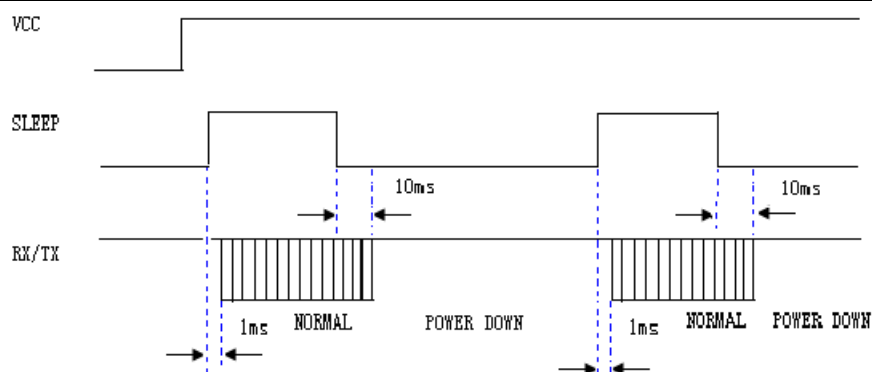 VCC
SLEEP
10ms 10ms
RX/TX
1ms NORMAL POWER DOWN 1ms NORMAL POWER DOWN